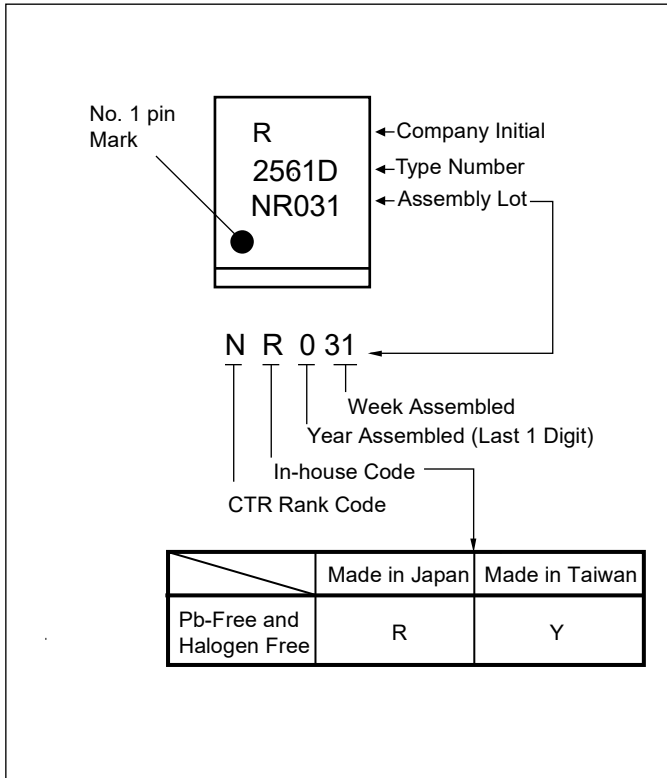 No. 1 pin
Mark
R
2561D
NR031
Company Initial
Type Number
Assembly Lot
N R 0 31
Week Assembled
Year Assembled (Last 1 Digit)
In-house Code
CTR Rank Code
Made in Japan Made in Taiwan
Pb-Free and
Halogen Free R Y